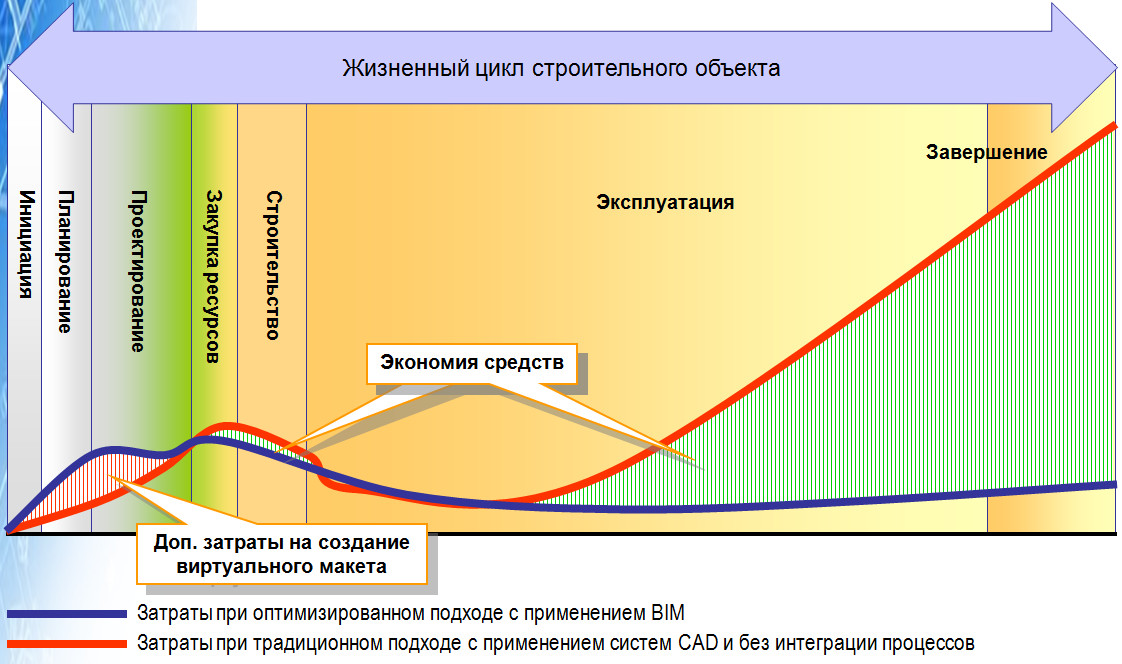 Жизненный цикл строительного объекта
Инициация
Планирование
Проектирование
Закупка ресурсов
Строительство
Эксплуатация
Завершение
Экономия средств
Доп. затраты на создание
виртуального макета
Затраты при оптимизированном подходе с применением BIM
Затраты при традиционном подходе с применением систем CAD и без интеграции процессов